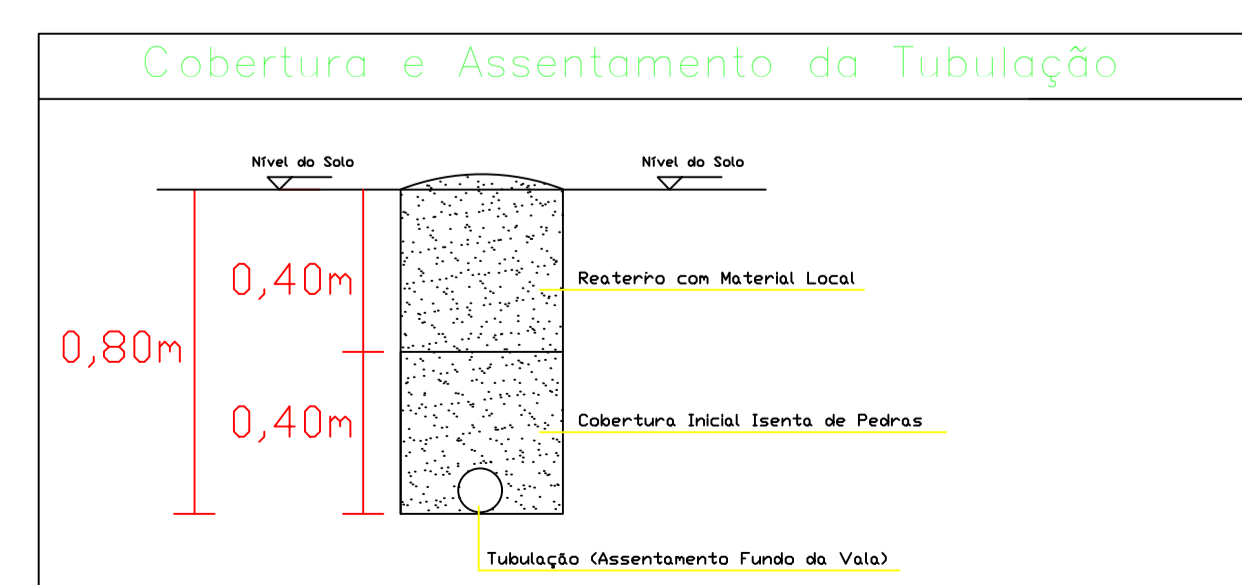 Cobertura e Assentamento da Tubulação
Nível do Solo
Nível do Solo
0,40m
Reaterro com Material Local
0,80m
0,40m
Cobertura Inicial Isenta de Pedras
Tubulação (Assentamento Fundo da Vala)